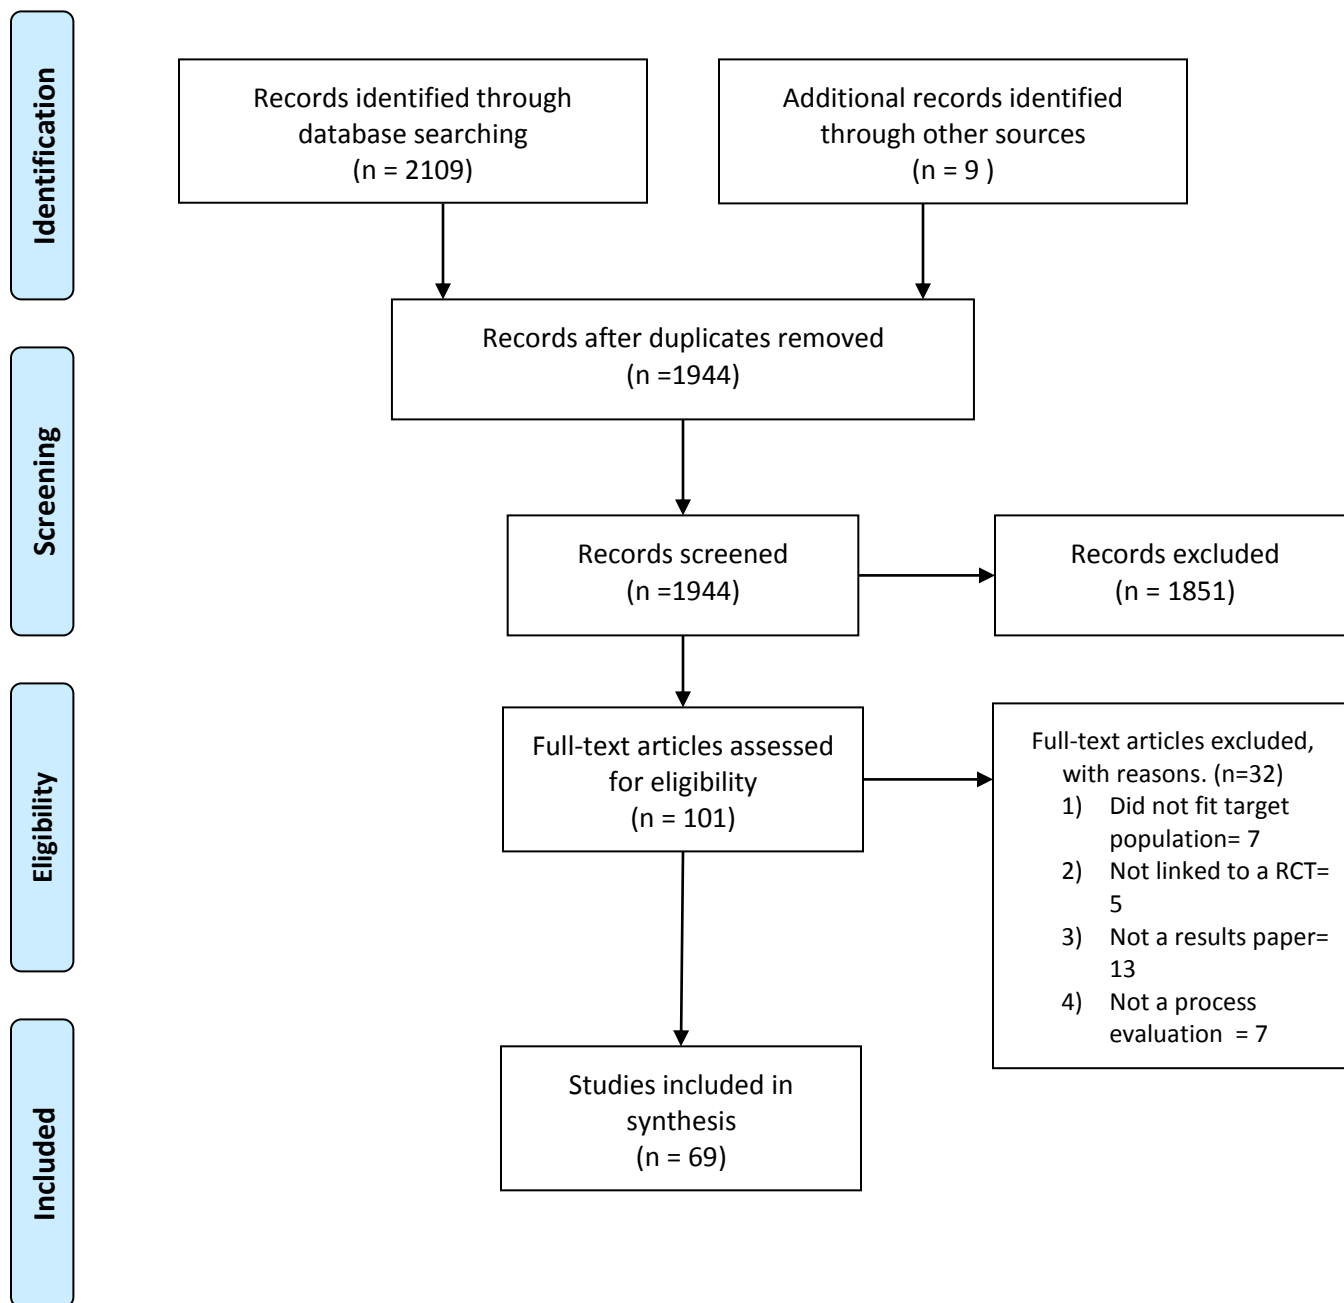 Identification
Records identified through
database searching
(n = 2109)
Additional records identified
through other sources
(n = 9 )
Records after duplicates removed
(n =1944)
Screening
Records screened
(n =1944)
Records excluded
(n = 1851)
Eligibility
Full-text articles assessed
for eligibility
(n = 101)
Full-text articles excluded,
with reasons. (n=32)
1) Did not fit target
population= 7
2) Not linked to a RCT=
5
3) Not a results paper=
13
4) Not a process
evaluation = 7
Included
Studies included in
synthesis
(n = 69)